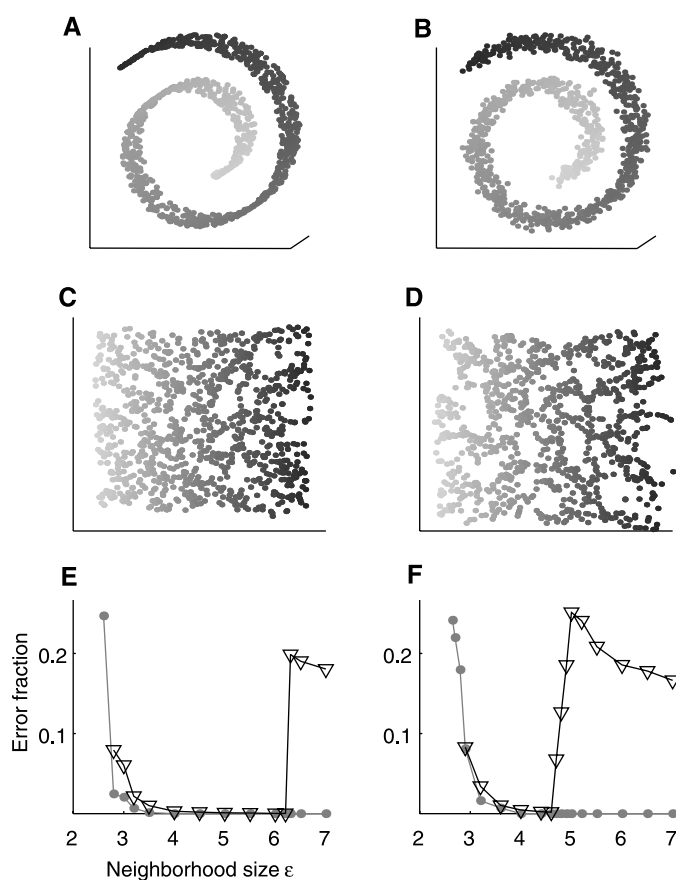 A
B
C
D
E
F
Error fraction
0.2
0.1
2 3 4 5 6 7
Neighborhood size ε
0.2
0.1
2 3 4 5 6 7